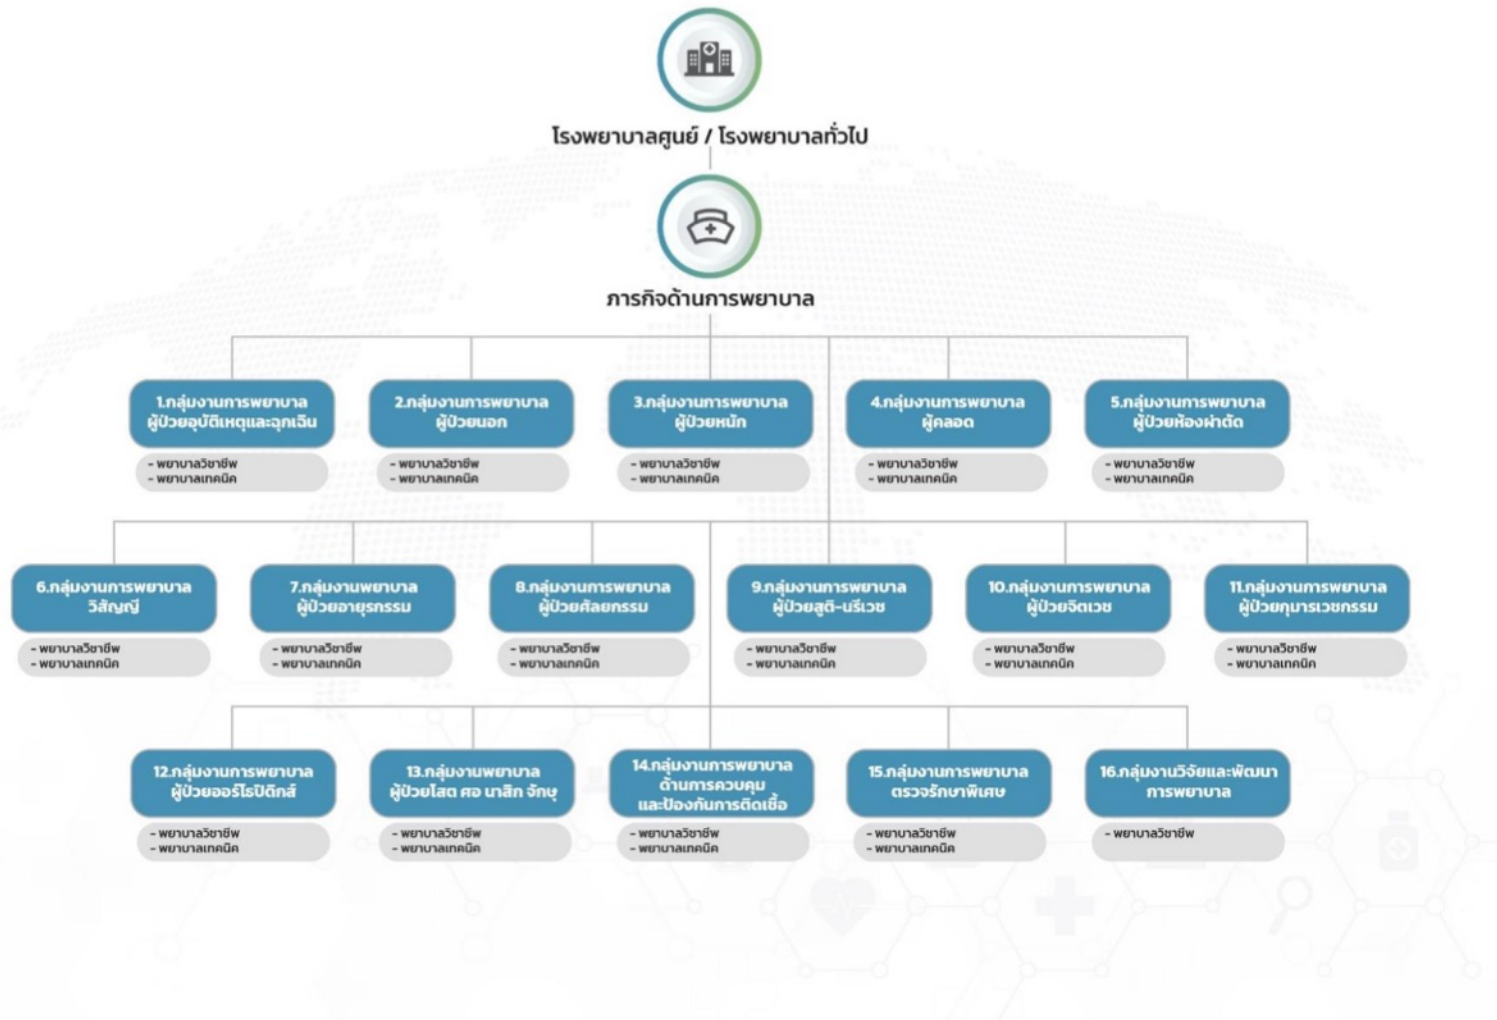 โรงพยาบาลศูนย์ / โรงพยาบาลทั่วไป
ภารกิจด้านการพยาบาล
1.กลุ่มงานการพยาบาล
ผู้ป่วยอุบัติเหตุและฉุกเฉิน
- พยาบาลวิชาชีพ
- พยาบาลเทคนิค
2.กลุ่มงานการพยาบาล
ผู้ป่วยนอก
- พยาบาลวิชาชีพ
- พยาบาลเทคนิค
3.กลุ่มงานการพยาบาล
ผู้ป่วยหนัก
- พยาบาลวิชาชีพ
- พยาบาลเทคนิค
4.กลุ่มงานการพยาบาล
ผู้คลอด
- พยาบาลวิชาชีพ
- พยาบาลเทคนิค
5.กลุ่มงานการพยาบาล
ผู้ป่วยห้องผ่าตัด
- พยาบาลวิชาชีพ
- พยาบาลเทคนิค
6.กลุ่มงานการพยาบาล
วิสัญญี
- พยาบาลวิชาชีพ
- พยาบาลเทคนิค
7.กลุ่มงานพยาบาล
ผู้ป่วยอายุรกรรม
- พยาบาลวิชาชีพ
- พยาบาลเทคนิค
8.กลุ่มงานการพยาบาล
ผู้ป่วยศัลยกรรม
- พยาบาลวิชาชีพ
- พยาบาลเทคนิค
9.กลุ่มงานการพยาบาล
ผู้ป่วยสูติ-นรีเวช
- พยาบาลวิชาชีพ
- พยาบาลเทคนิค
10.กลุ่มงานการพยาบาล
ผู้ป่วยจิตเวช
- พยาบาลวิชาชีพ
- พยาบาลเทคนิค
11.กลุ่มงานการพยาบาล
ผู้ป่วยกุมารเวชกรรม
- พยาบาลวิชาชีพ
- พยาบาลเทคนิค
12.กลุ่มงานการพยาบาล
ผู้ป่วยออร์โธปิดิกส์
- พยาบาลวิชาชีพ
- พยาบาลเทคนิค
13.กลุ่มงานพยาบาล
ผู้ป่วยโสต ศอ นาสิก จักษุ
- พยาบาลวิชาชีพ
- พยาบาลเทคนิค
14.กลุ่มงานการพยาบาล
ด้านการควบคุม
และป้องกันการติดเชื้อ
- พยาบาลวิชาชีพ
- พยาบาลเทคนิค
15.กลุ่มงานการพยาบาล
ตรวจรักษาพิเศษ
- พยาบาลวิชาชีพ
- พยาบาลเทคนิค
16.กลุ่มงานวิจัยและพัฒนา
การพยาบาล
- พยาบาลวิชาชีพ